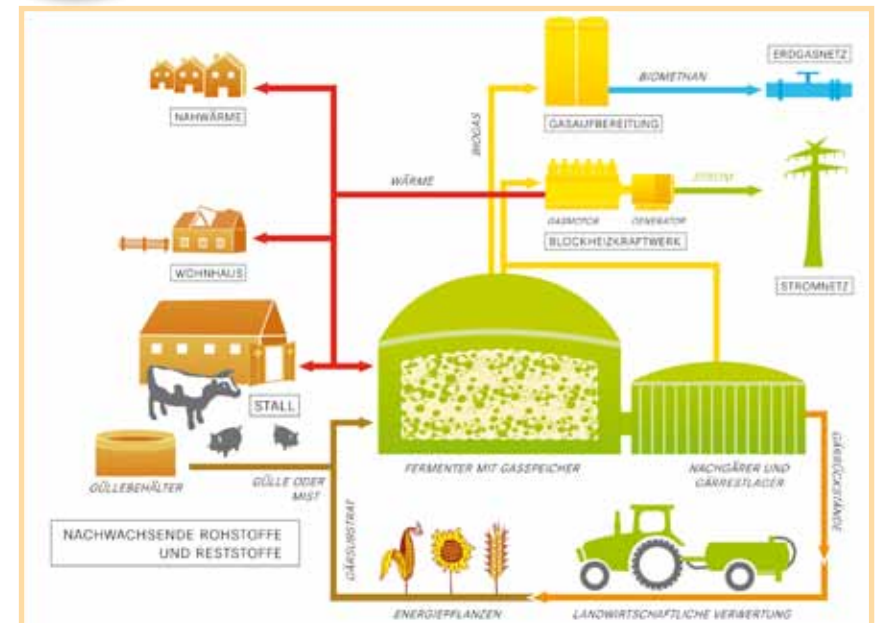 ERDGASNETZ
BIOMETHAN
NAHWÄRME
GASAUFBEREITUNG
BIOGAS
WÄRME
STROM
GASMOTOR
GENERATOR
BLOCKHEIZKRAFTWERK
WOHNHAUS
STROMNETZ
STALL
FERMENTER MIT GASSPEICHER
NACHGÄRER UND
GÄRRESTLAGER
GÄRRÜCKSTÄNDE
GÜLLEBEHÄLTER
GÜLLE ODER
MIST
GÄRSUBSTRAT
NACHWACHSENDE ROHSTOFFE
UND RESTSTOFFE
ENERGIEPFLANZEN
LANDWIRTSCHAFTLICHE VERWERTUNG